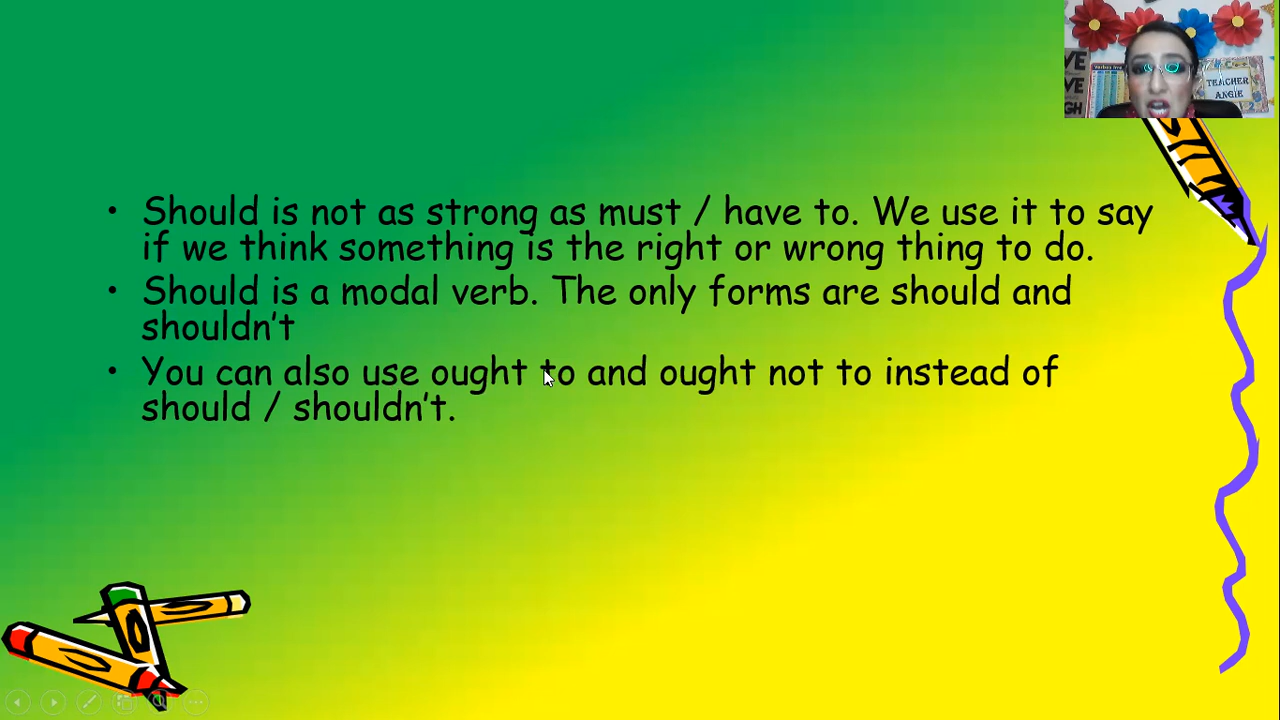 Should is not as strong as must / have to. We use it to say
if we think something is the right or wrong thing to do.
Should is a modal verb. The only forms are should and
shouldn't
You can also use ought to and ought not to instead of
should / shouldn't.
TEACHER
ANGIE